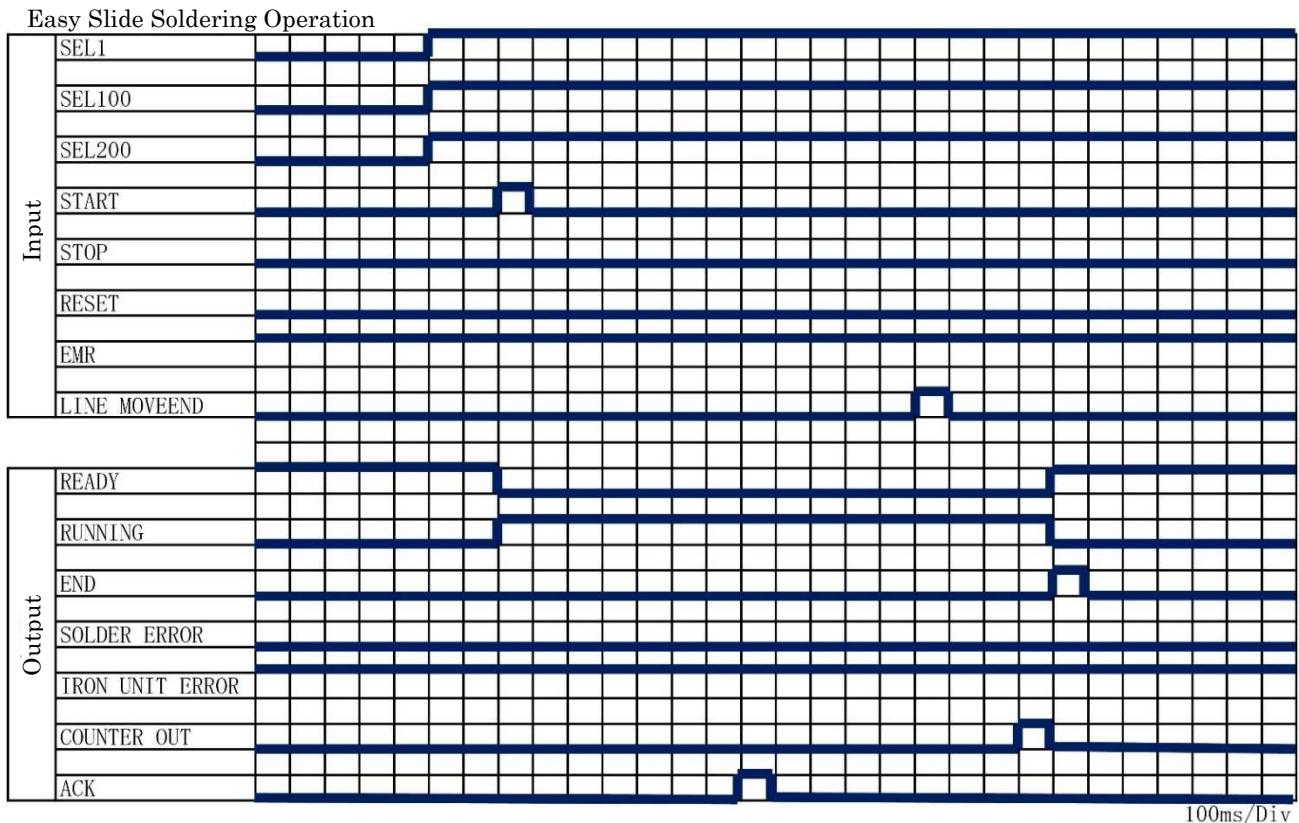 Easy Slide Soldering Operation
Input
SEL1
SEL100
SEL200
START
STOP
RESET
EMR
LINE MOVEEND
Output
READY
RUNNING
END
SOLDER ERROR
IRON UNIT ERROR
COUNTER OUT
ACK
100ms/Div